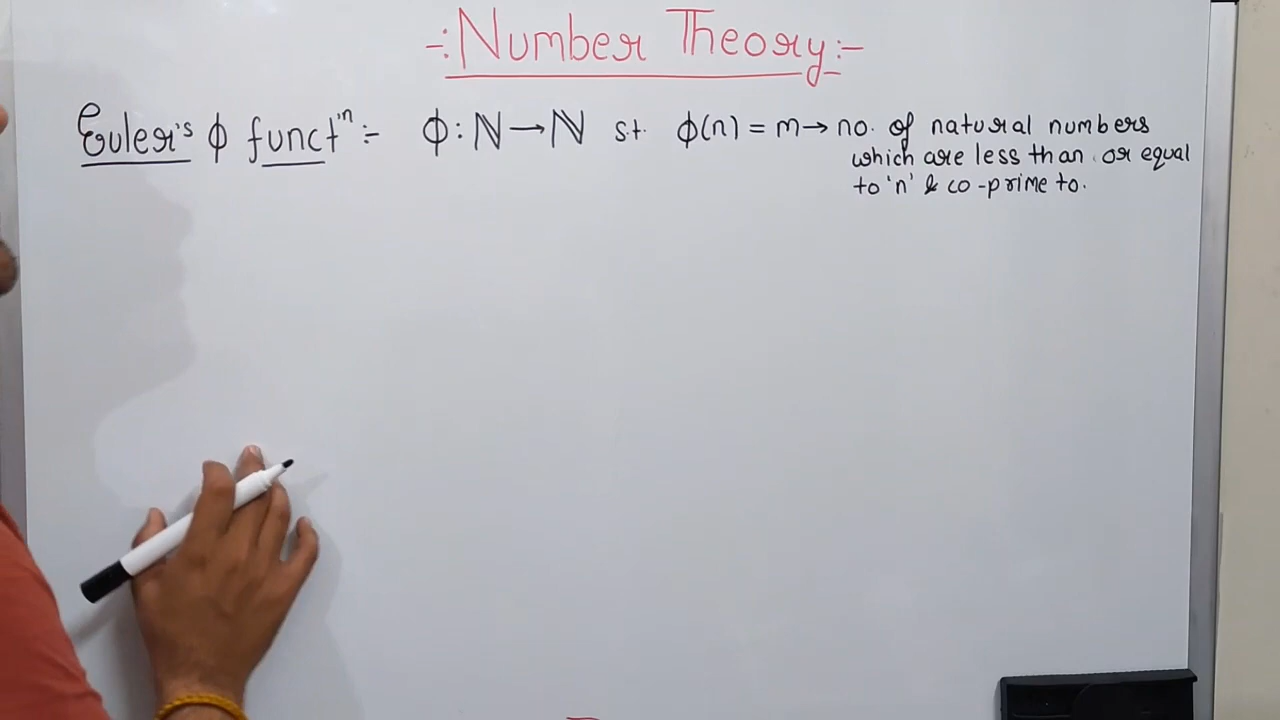 -:Number Theory:-
Euler's ϕ functⁿ:- ϕ: ℕ→ℕ s.t. ϕ(n) = m→ no. of natural numbers
which are less than or equal
to 'n' & co-prime to.